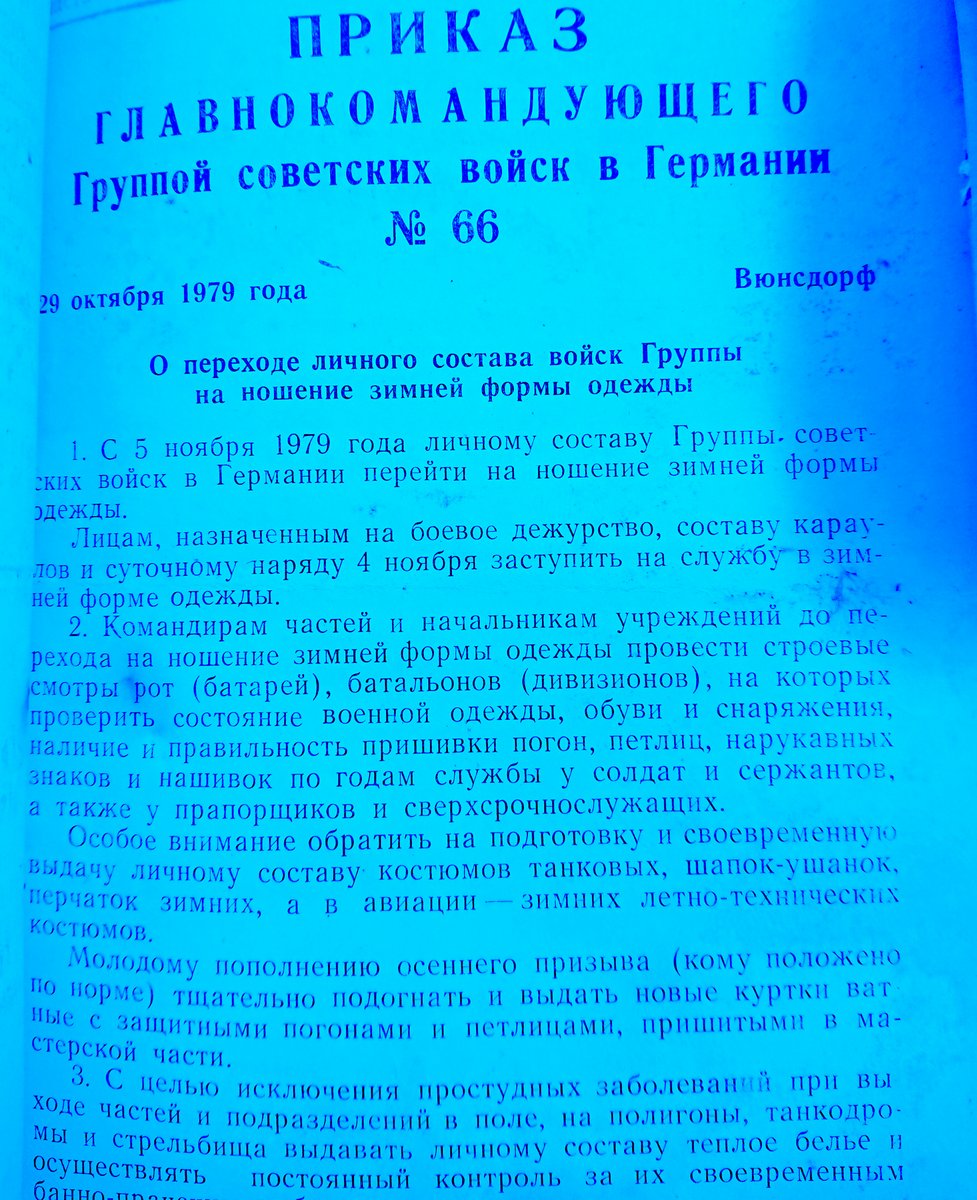 ПРИКАЗ
ГЛАВНОКОМАНДУЮЩЕГО
Группой советских войск в Германии
№ 66
29 октября 1979 года Вюнсдорф
О переходе личного состава войск Группы
на ношение зимней формы одежды
1. С 5 ноября 1979 года личному составу Группы совет-
ских войск в Германии перейти на ношение зимней формы
одежды.
Лицам, назначенным на боевое дежурство, составу карау-
лов и суточному наряду 4 ноября заступить на службу в зим-
ней форме одежды.
2. Командирам частей и начальникам учреждений до пе-
рехода на ношение зимней формы одежды провести строевые
смотры рот (батарей), батальонов (дивизионов), на которых
проверить состояние военной одежды, обуви и снаряжения,
наличие и правильность пришивки погон, петлиц, нарукавных
знаков и нашивок по годам службы у солдат и сержантов,
а также у прапорщиков и сверхсрочнослужащих.
Особое внимание обратить на подготовку и своевременную
выдачу личному составу костюмов танковых, шапок-ушанок,
перчаток зимних, а в авиации — зимних летно-технических
костюмов.
Молодому пополнению осеннего призыва (кому положено
по норме) тщательно подогнать и выдать новые куртки ват
ные с защитными погонами и петлицами, пришитыми в ма-
стерской части.
3. С целью исключения простудных заболеваний при вы
ходе частей и подразделений в поле, на полигоны, танкодро-
мы и стрельбища выдавать личному составу теплое белье и
осуществлять постоянный контроль за их своевременным